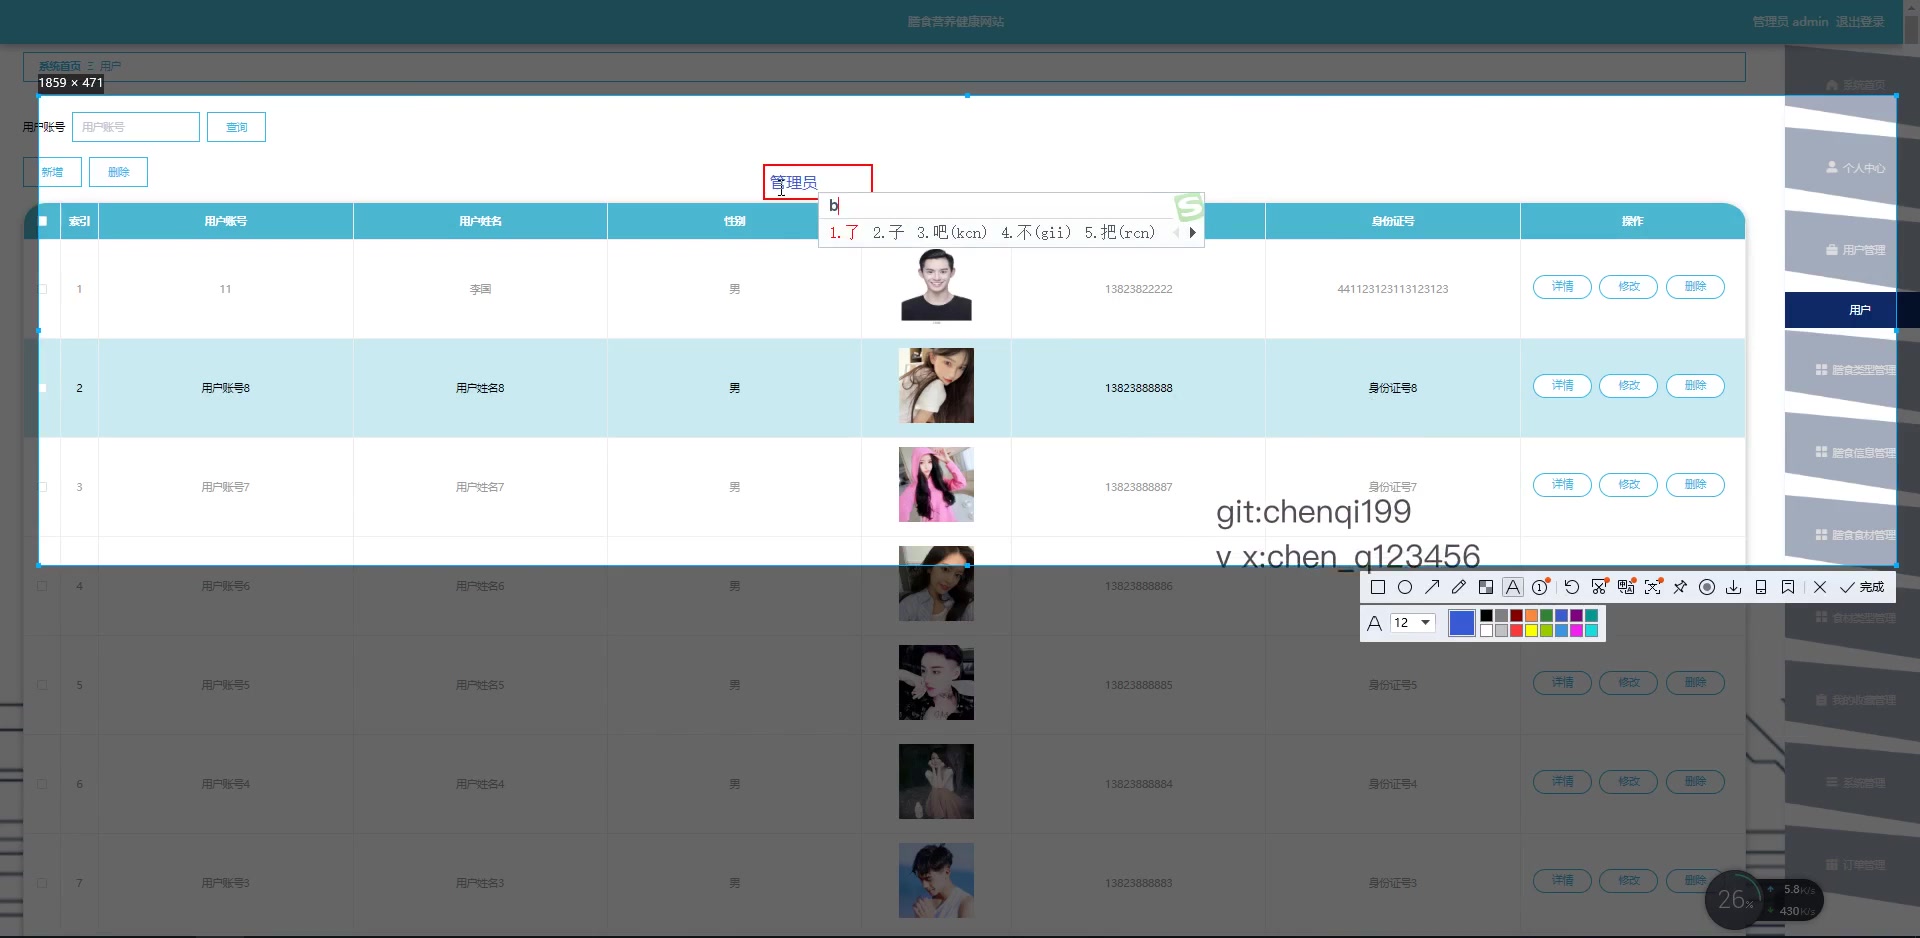 膳食营养健康网站
管理员 admin 退出登录
系统首页 Ξ 用户
1859 × 471
系统首页
用户账号 用户账号 查询
个人中心
新增 删除
管理员
b
1.了 2.子 3.吧(kcn) 4.不(gii) 5.把(rcn)
索引 用户账号 用户姓名 性别 身份证号 操作
用户管理
1 11 李国 男 13823822222 441123123113123123 详情 修改 删除
用户
膳食类型管理
2 用户账号8 用户姓名8 男 13823888888 身份证号8 详情 修改 删除
膳食信息管理
3 用户账号7 用户姓名7 男 13823888887 身份证号7 详情 修改 删除
git:chenqi199
膳食食材管理
v x:chen_q123456
4 用户账号6 用户姓名6 男 13823888886
完成
食材类型管理
A 12
5 用户账号5 用户姓名5 男 13823888885 身份证号5 详情 修改 删除
我的收藏管理
6 用户账号4 用户姓名4 男 13823888884 身份证号4 详情 修改 删除
系统管理
订单管理
7 用户账号3 用户姓名3 男 13823888883 身份证号3 详情 修改 删除
26%
5.8K/s
430K/s